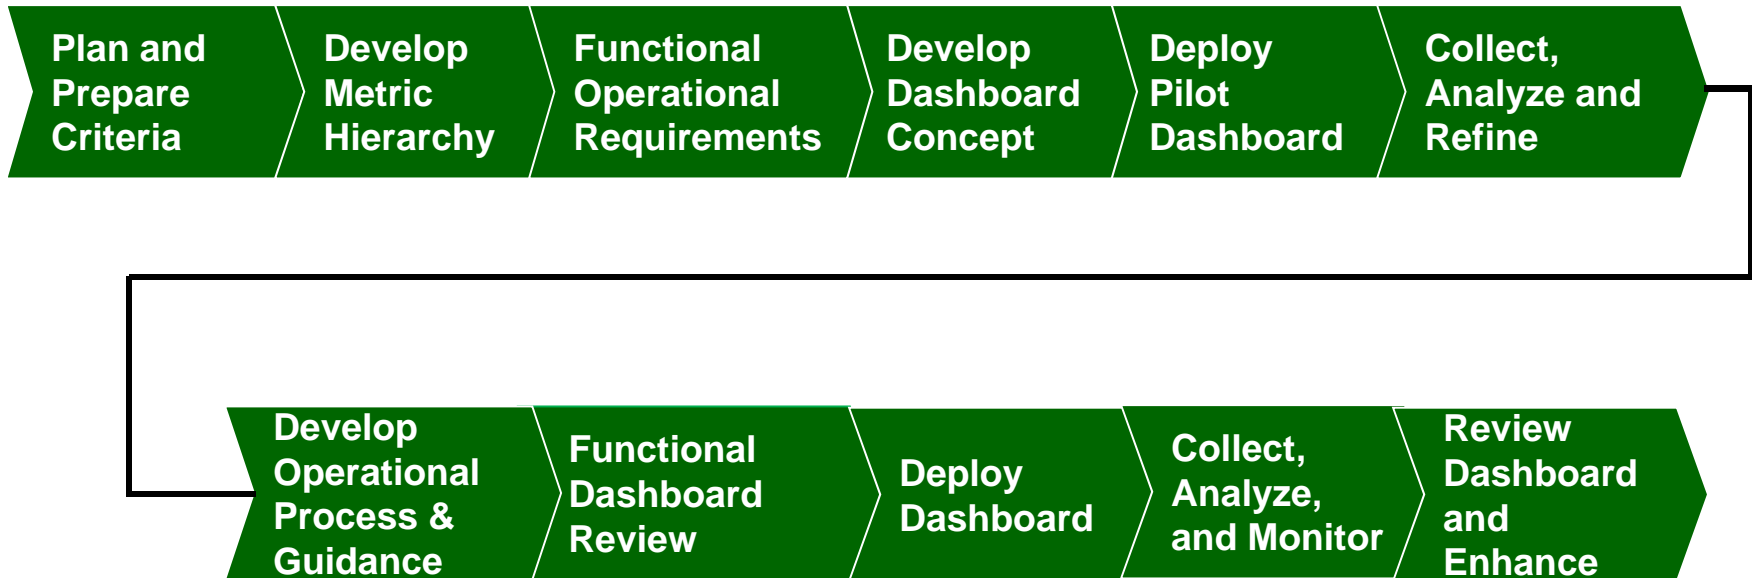 Plan and
Prepare
Criteria
Develop
Metric
Hierarchy
Functional
Operational
Requirements
Develop
Dashboard
Concept
Deploy
Pilot
Dashboard
Collect,
Analyze and
Refine
Develop
Operational
Process &
Guidance
Functional
Dashboard
Review
Deploy
Dashboard
Collect,
Analyze,
and Monitor
Review
Dashboard
and
Enhance